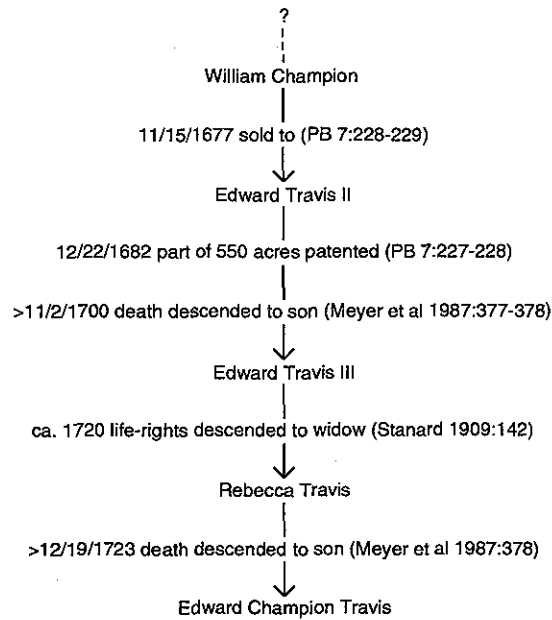 ?
William Champion
11/15/1677 sold to (PB 7:228-229)
Edward Travis II
12/22/1682 part of 550 acres patented (PB 7:227-228)
>11/2/1700 death descended to son (Meyer et al 1987:377-378)
Edward Travis III
ca. 1720 life-rights descended to widow (Stanard 1909:142)
Rebecca Travis
>12/19/1723 death descended to son (Meyer et al 1987:378)
Edward Champion Travis